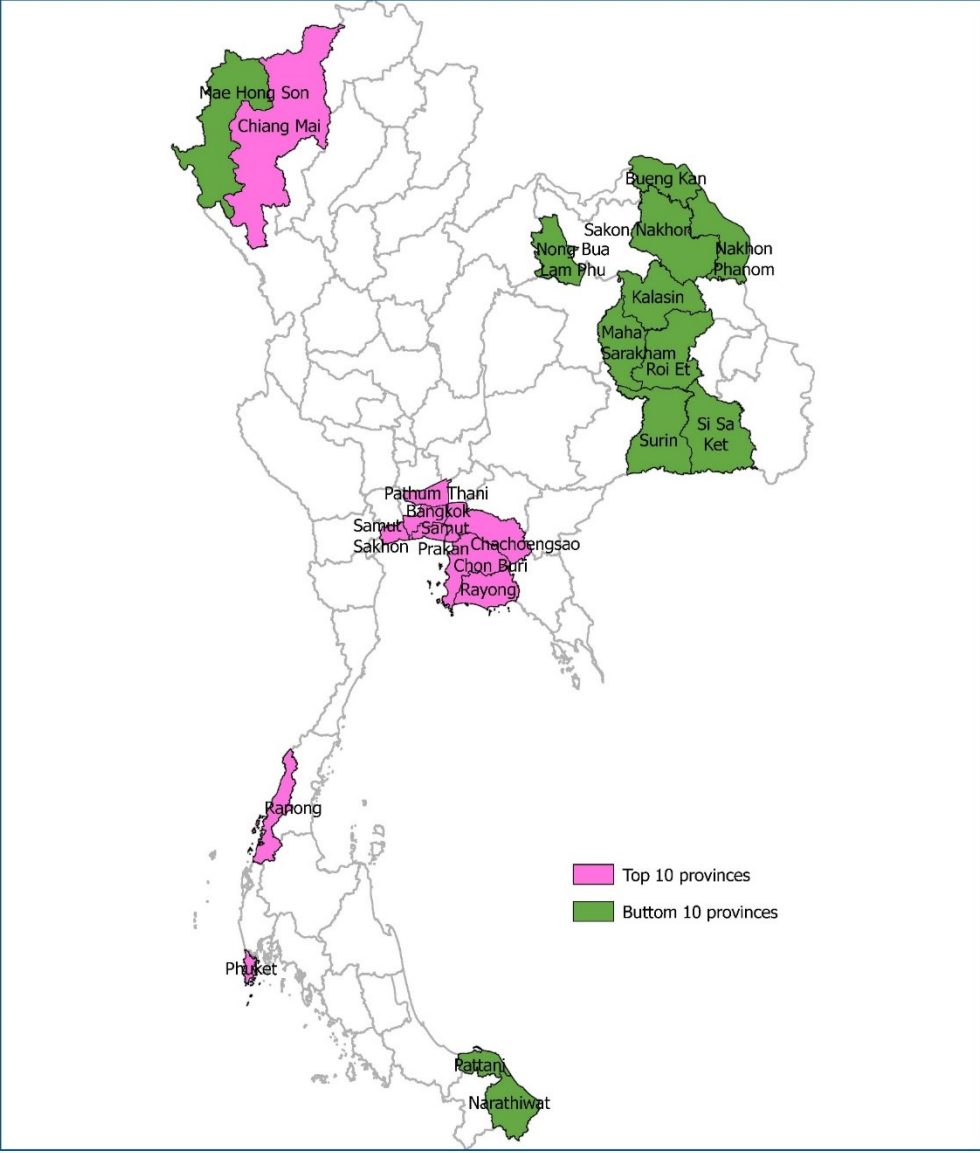 Mae Hong Son
Chiang Mai
Bueng Kan
Sakon Nakhon
Nong Bua
Lam Phu
Nakhon
Phanom
Kalasin
Maha
Sarakham
Roi Et
Surin
Si Sa
Ket
Pathum Thani
Bangkok
Samut
Sakhon
Samut
Prakan
Chachoengsao
Chon Buri
Rayong
Ranong
Top 10 provinces
Buttom 10 provinces
Phuket
Pattani
Narathiwat